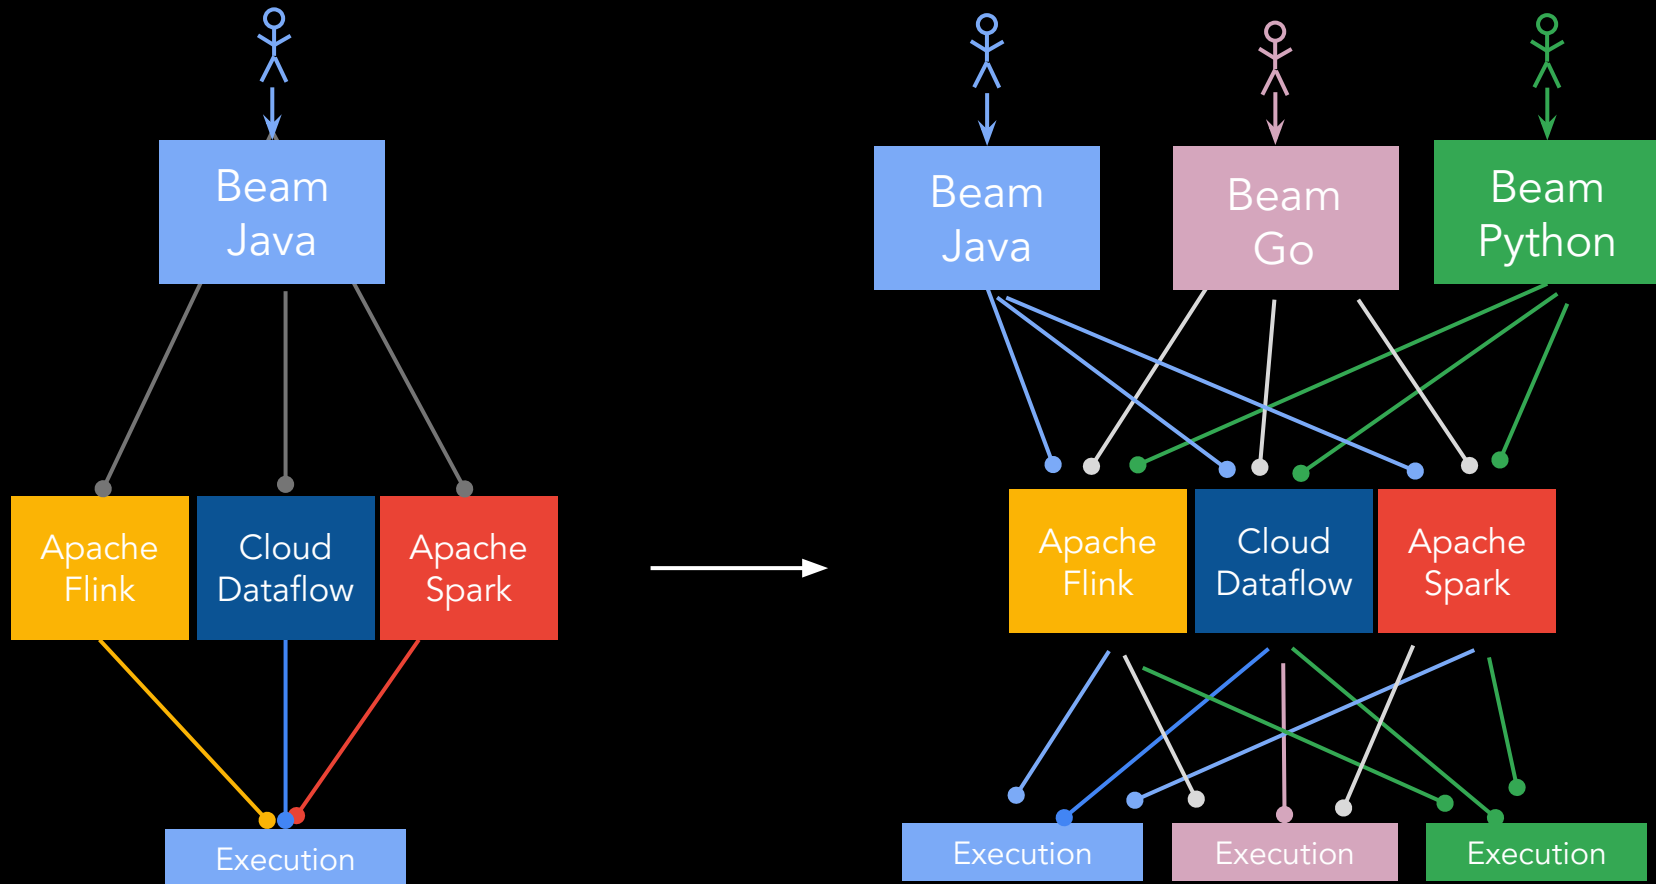 Beam
Java
Apache
Flink
Cloud
Dataflow
Apache
Spark
Execution
Beam
Java
Beam
Go
Beam
Python
Apache
Flink
Cloud
Dataflow
Apache
Spark
Execution
Execution
Execution